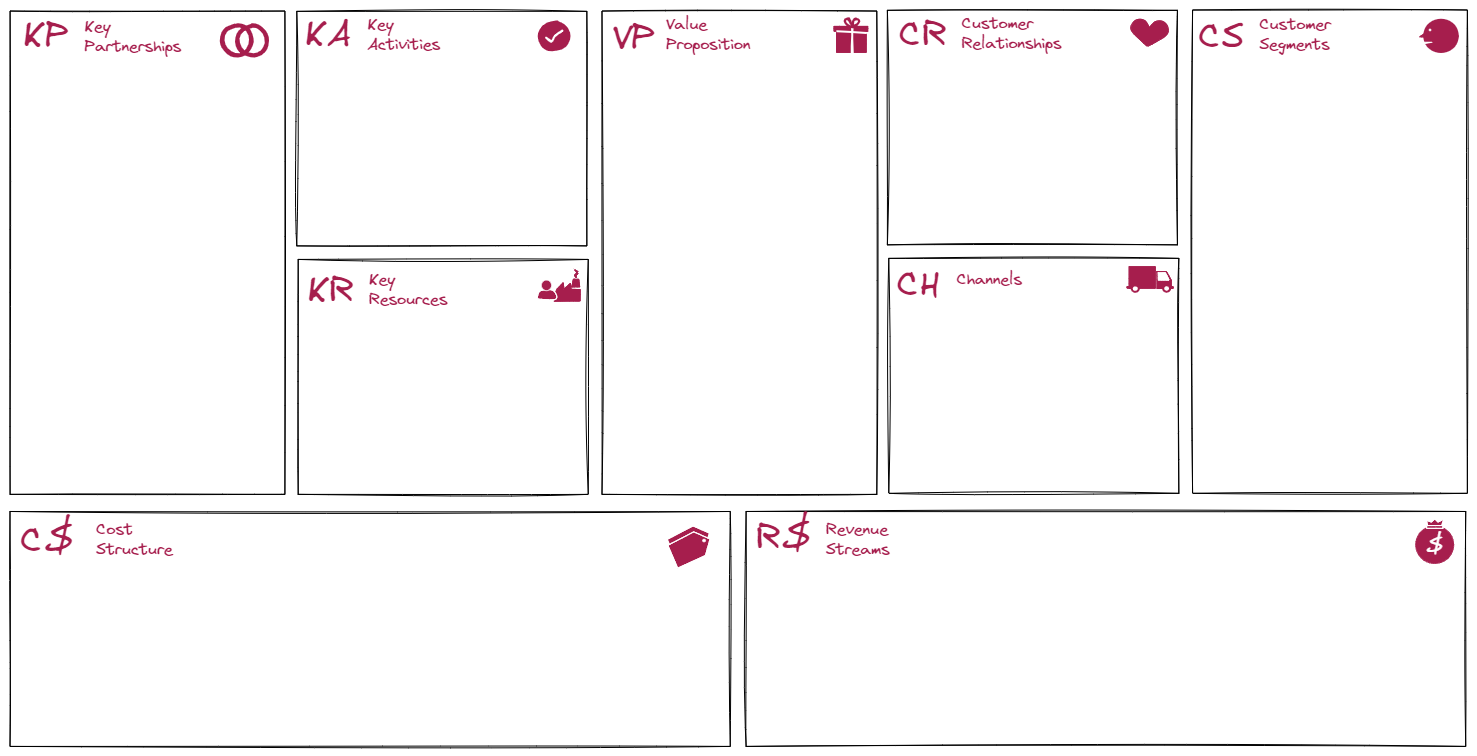 KP
Key
Partnerships
KA
Key
Activities
KR
Key
Resources
VP
Value
Proposition
CR
Customer
Relationships
CH
Channels
CS
Customer
Segments
C$
Cost
Structure
R$
Revenue
Streams
$